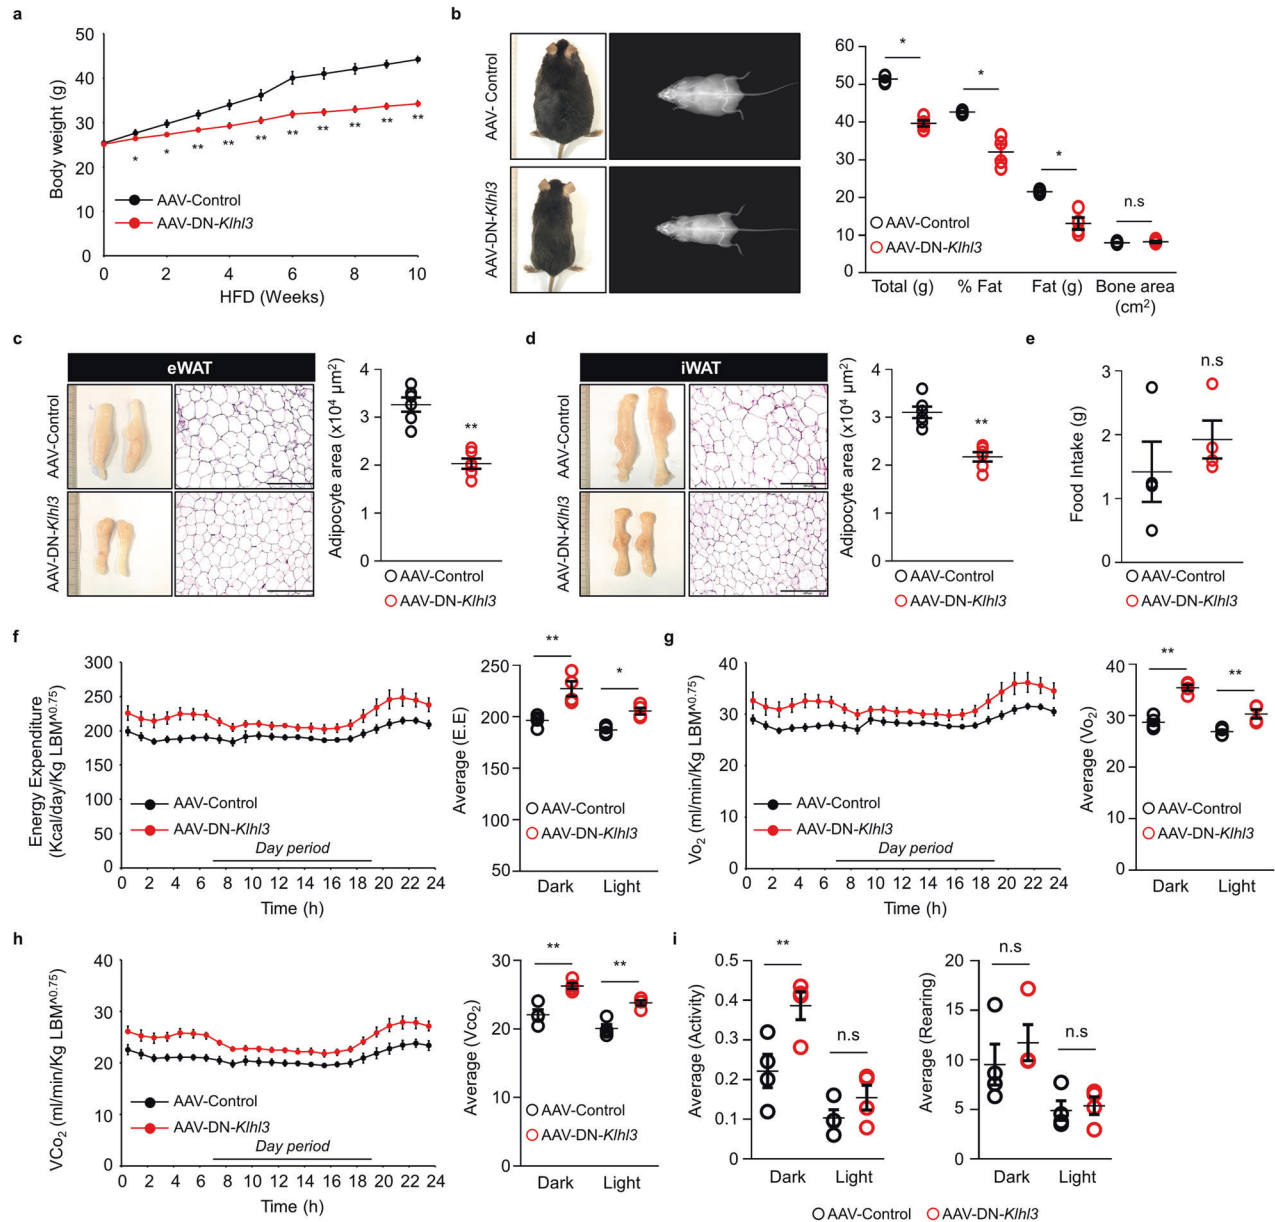 a
50
40
30
20
10
0
Body weight (g)
* * ** ** ** ** ** ** ** **
AAV-Control
AAV-DN-Klhl3
0 2 4 6 8 10
HFD (Weeks)
b
AAV- Control
AAV-DN-Klhl3
60
50
40
30
20
10
0
* * * n.s
AAV-Control
AAV-DN-Klhl3
Total (g) % Fat Fat (g) Bone area
(cm²)
c
eWAT
AAV-Control
AAV-DN-Klhl3
Adipocyte area (x10⁴ µm²)
4
3
2
1
0
**
AAV-Control
AAV-DN-Klhl3
d
iWAT
AAV-Control
AAV-DN-Klhl3
Adipocyte area (x10⁴ µm²)
4
3
2
1
0
**
AAV-Control
AAV-DN-Klhl3
e
n.s
Food Intake (g)
3
2
1
0
AAV-Control
AAV-DN-Klhl3
f
Energy Expenditure
(Kcal/day/Kg LBM^0.75)
300
250
200
150
100
50
0
AAV-Control
AAV-DN-Klhl3
Day period
0 2 4 6 8 10 12 14 16 18 20 22 24
Time (h)
Average (E.E)
250
200
150
100
50
** *
AAV-Control
AAV-DN-Klhl3
Dark Light
g
Vo₂ (ml/min/Kg LBM^0.75)
40
30
20
10
0
AAV-Control
AAV-DN-Klhl3
Day period
0 2 4 6 8 10 12 14 16 18 20 22 24
Time (h)
Average (Vo₂)
40
30
20
10
0
** **
AAV-Control
AAV-DN-Klhl3
Dark Light
h
VCo₂ (ml/min/Kg LBM^0.75)
40
30
20
10
0
AAV-Control
AAV-DN-Klhl3
Day period
0 2 4 6 8 10 12 14 16 18 20 22 24
Time (h)
Average (Vco₂)
30
20
10
0
** **
AAV-Control
AAV-DN-Klhl3
Dark Light
i
Average (Activity)
0.5
0.4
0.3
0.2
0.1
0
** n.s
Dark Light
Average (Rearing)
20
15
10
5
0
n.s n.s
Dark Light
AAV-Control AAV-DN-Klhl3